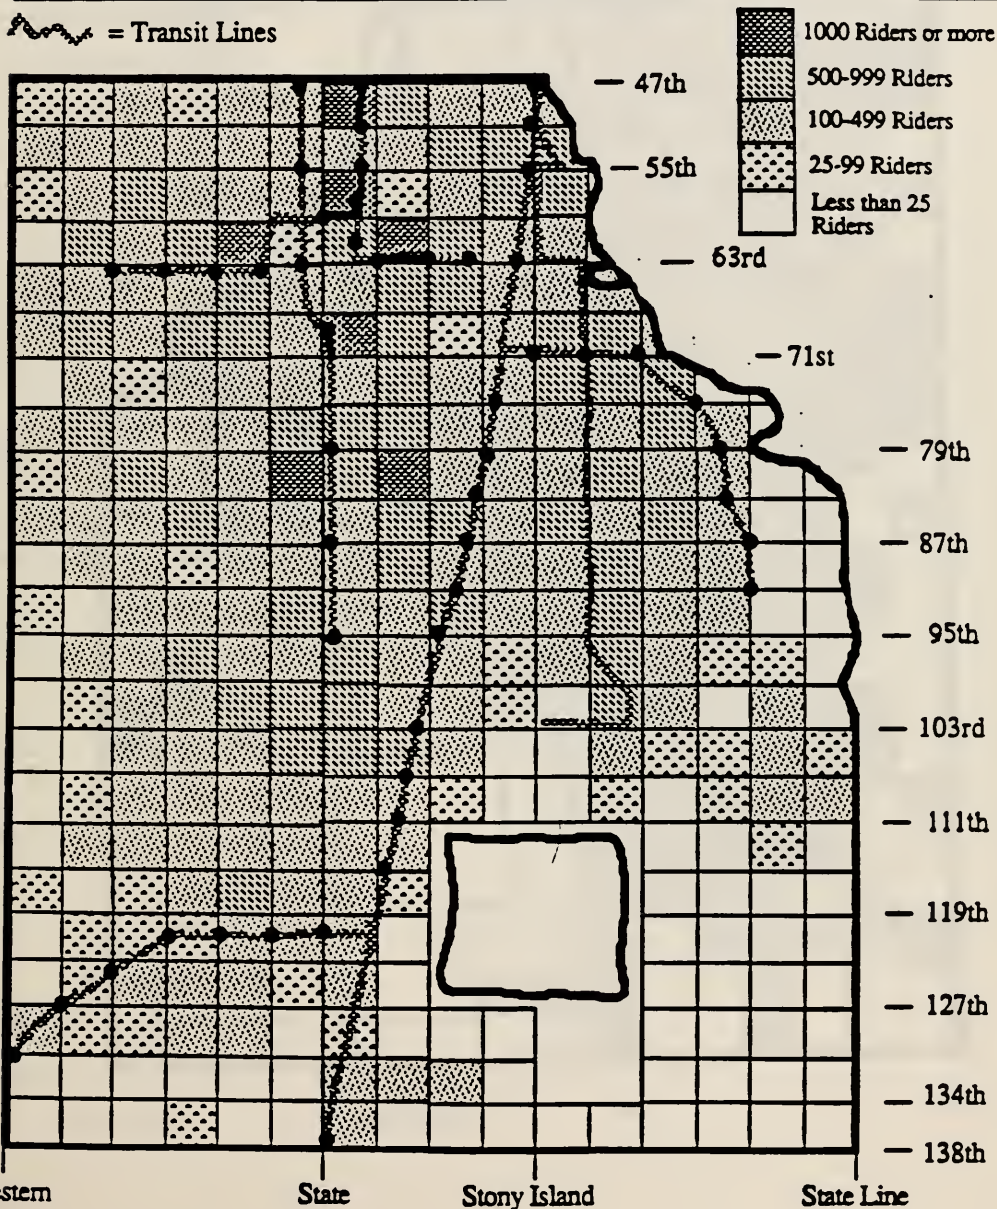 = Transit Lines
1000 Riders or more
500-999 Riders
100-499 Riders
25-99 Riders
Less than 25
Riders
47th
55th
63rd
71st
79th
87th
95th
103rd
111th
119th
127th
134th
138th
estern
State
Stony Island
State Line